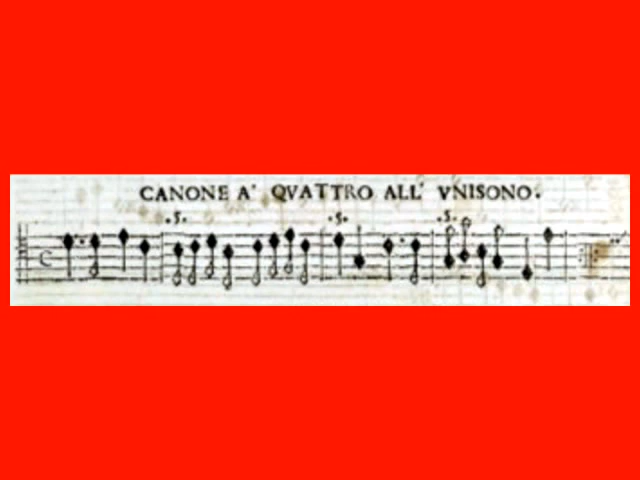 CANONE A' QVATTRO ALL' VNISONO.
.S. .S. .S.
C